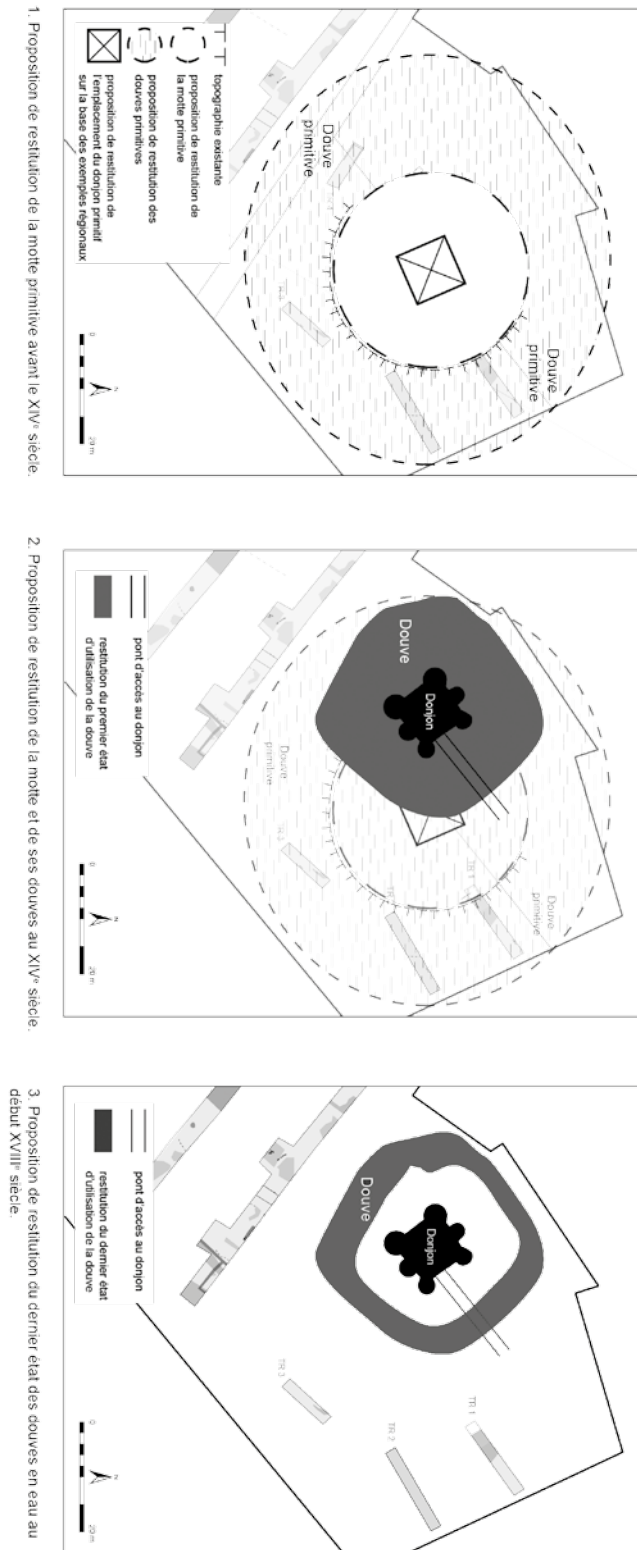 Douve
primitive
Douve
primitive
TR 3
topographie existante
proposition de restitution de
la motte primitive
proposition de restitution des
douves primitives
proposition de restitution de
l'emplacement du donjon primitif
sur la base des exemples régionaux
0
20 m
1. Proposition de restitution de la motte primitive avant le XIVᵉ siècle.
Douve
Donjon
Douve
primitive
Douve
primitive
TR 1
TR 3
pont d'accès au donjon
restitution du premier état
d'utilisation de la douve
0
20 m
2. Proposition de restitution de la motte et de ses douves au XIVᵉ siècle.
Douve
Donjon
TR 1
TR 2
TR 3
pont d'accès au donjon
restitution du dernier état
d'utilisation de la douve
0
20 m
3. Proposition de restitution du dernier état des douves en eau au
début XVIIIᵉ siècle.